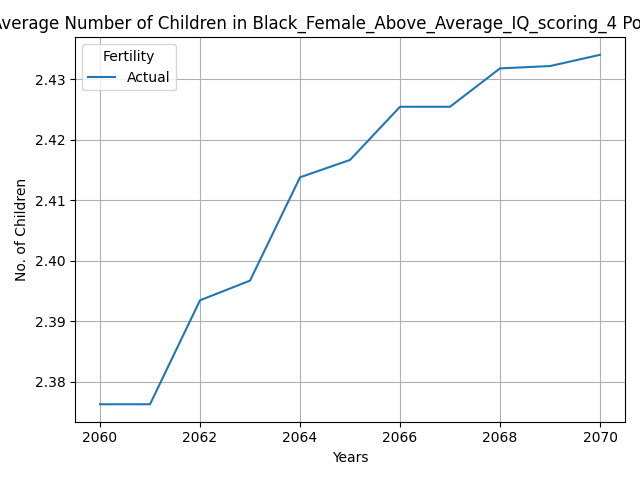 Average Number of Children in Black_Female_Above_Average_IQ_scoring_4 Po
Fertility
Actual
2.43
2.42
2.41
2.40
2.39
2.38
No. of Children
2060 2062 2064 2066 2068 2070
Years